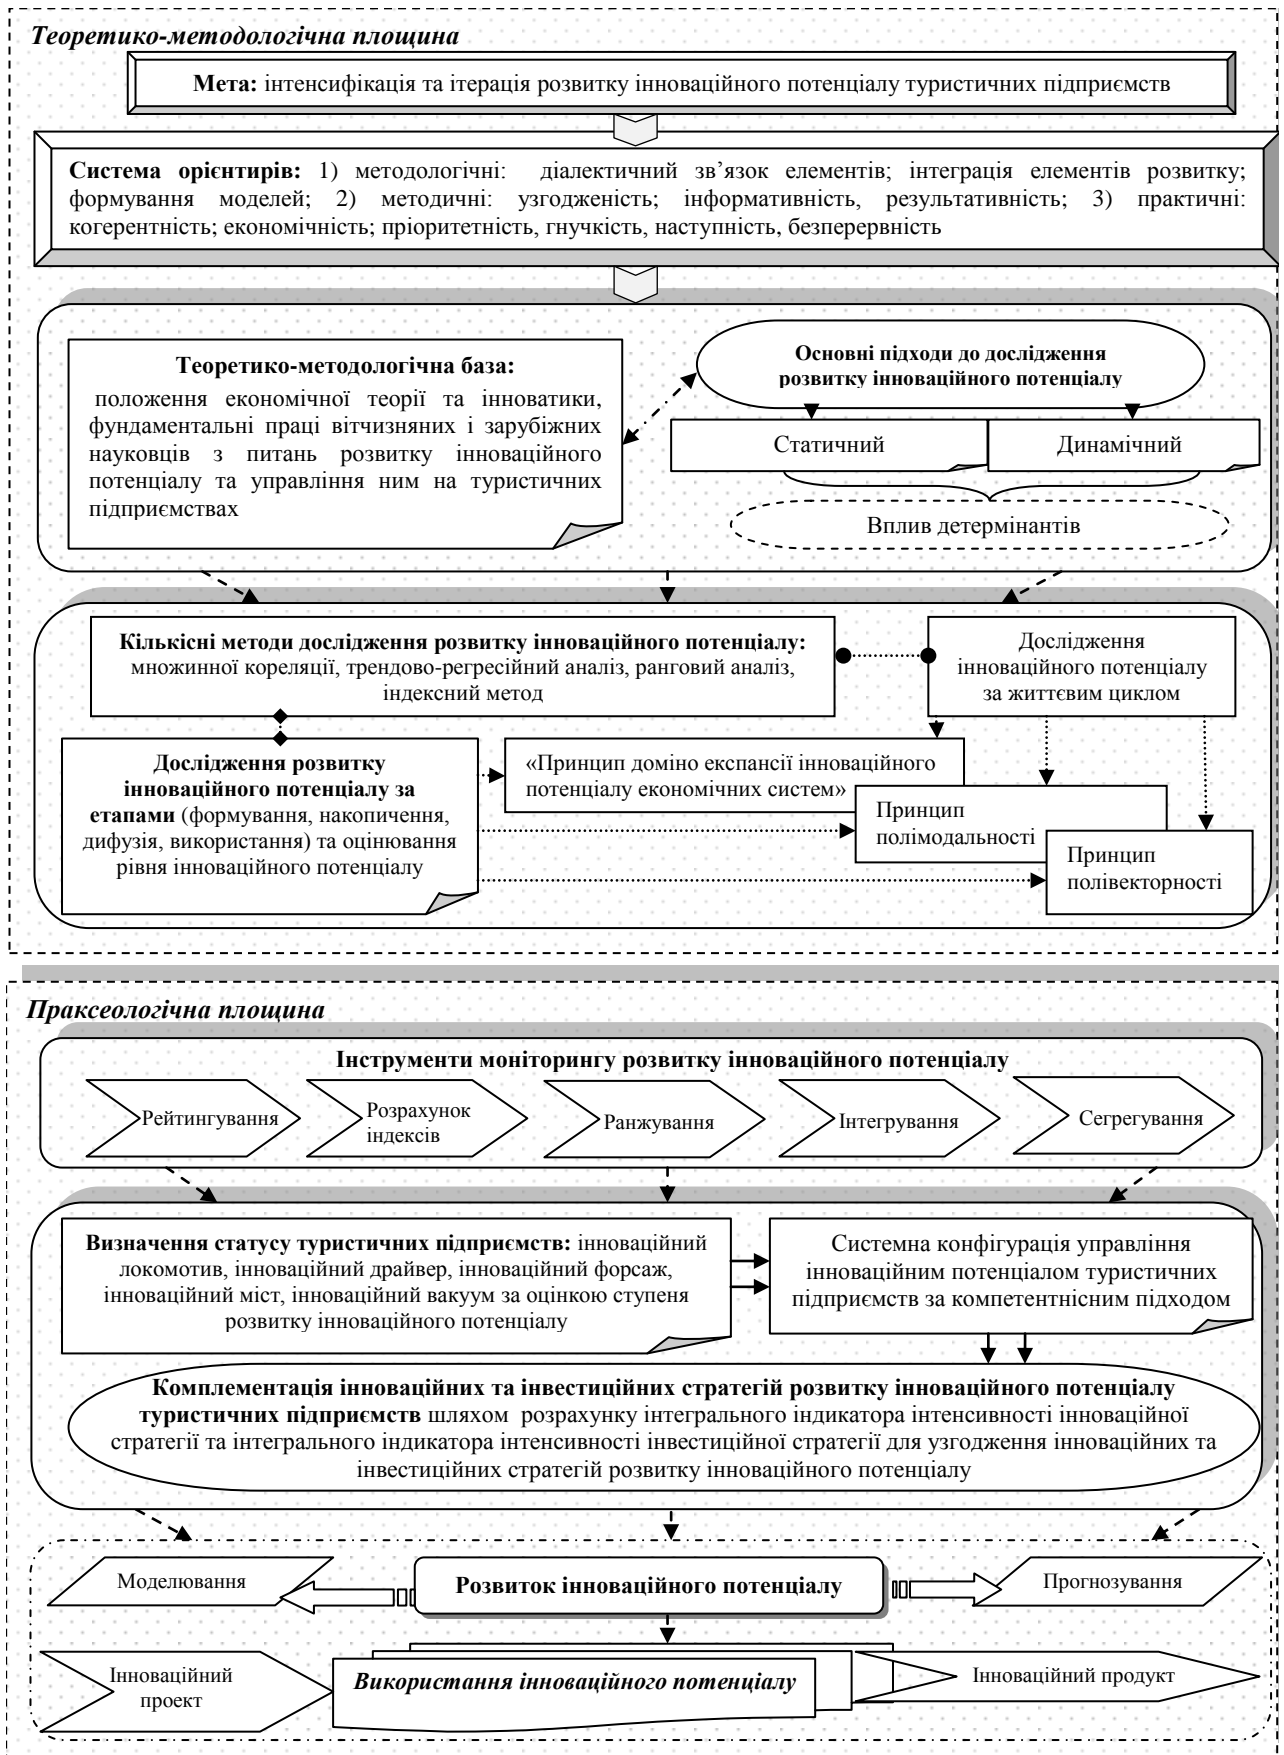 Теоретико-методологічна площина
Мета: інтенсифікація та ітерація розвитку інноваційного потенціалу туристичних підприємств
Система орієнтирів: 1) методологічні: діалектичний зв’язок елементів; інтеграція елементів розвитку;
формування моделей; 2) методичні: узгодженість; інформативність, результативність; 3) практичні:
когерентність; економічність; пріоритетність, гнучкість, наступність, безперервність
Теоретико-методологічна база:
положення економічної теорії та інноватики,
фундаментальні праці вітчизняних і зарубіжних
науковців з питань розвитку інноваційного
потенціалу та управління ним на туристичних
підприємствах
Основні підходи до дослідження
розвитку інноваційного потенціалу
Статичний
Динамічний
Вплив детермінантів
Кількісні методи дослідження розвитку інноваційного потенціалу:
множинної кореляції, трендово-регресійний аналіз, ранговий аналіз,
індексний метод
Дослідження
інноваційного потенціалу
за життєвим циклом
Дослідження розвитку
інноваційного потенціалу за
етапами (формування, накопичення,
дифузія, використання) та оцінювання
рівня інноваційного потенціалу
«Принцип доміно експансії інноваційного
потенціалу економічних систем»
Принцип
полімодальності
Принцип
полівекторності
Праксеологічна площина
Інструменти моніторингу розвитку інноваційного потенціалу
Рейтингування
Розрахунок
індексів
Ранжування
Інтегрування
Сегрегування
Визначення статусу туристичних підприємств: інноваційний
локомотив, інноваційний драйвер, інноваційний форсаж,
інноваційний міст, інноваційний вакуум за оцінкою ступеня
розвитку інноваційного потенціалу
Системна конфігурація управління
інноваційним потенціалом туристичних
підприємств за компетентнісним підходом
Комплементація інноваційних та інвестиційних стратегій розвитку інноваційного потенціалу
туристичних підприємств шляхом розрахунку інтегрального індикатора інтенсивності інноваційної
стратегії та інтегрального індикатора інтенсивності інвестиційної стратегії для узгодження інноваційних та
інвестиційних стратегій розвитку інноваційного потенціалу
Моделювання
Розвиток інноваційного потенціалу
Прогнозування
Інноваційний
проект
Використання інноваційного потенціалу
Інноваційний продукт